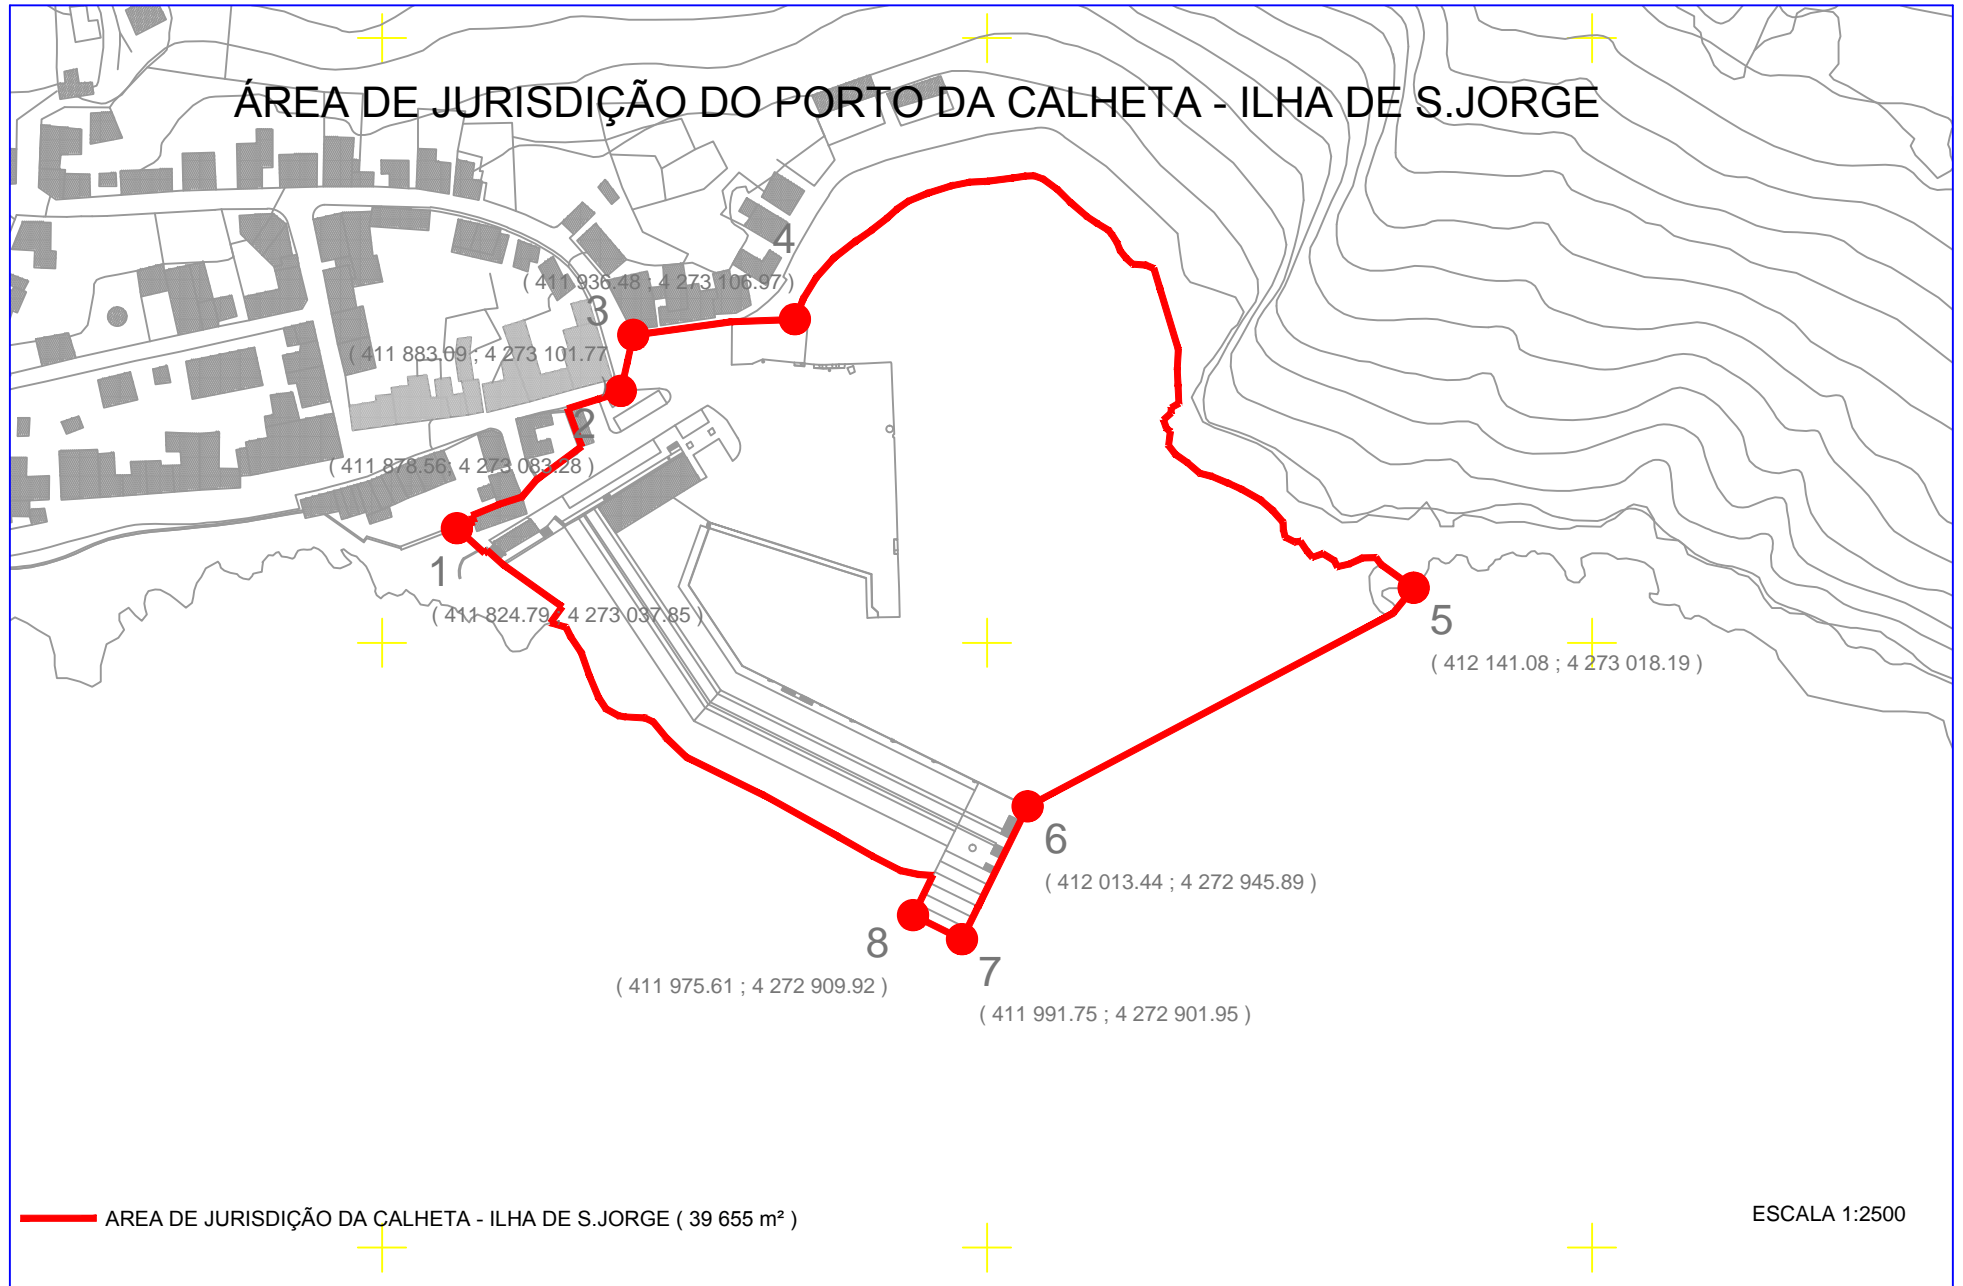 ÁREA DE JURISDIÇÃO DO PORTO DA CALHETA - ILHA DE S.JORGE
4
( 411 936.48 ; 4 273 106.97 )
3
( 411 883.09 ; 4 273 101.77
2
( 411 878.56; 4 273 083.28 )
1
( 411 824.79 ; 4 273 037.85 )
5
( 412 141.08 ; 4 273 018.19 )
6
( 412 013.44 ; 4 272 945.89 )
8
( 411 975.61 ; 4 272 909.92 )
7
( 411 991.75 ; 4 272 901.95 )
AREA DE JURISDIÇÃO DA CALHETA - ILHA DE S.JORGE ( 39 655 m² )
ESCALA 1:2500